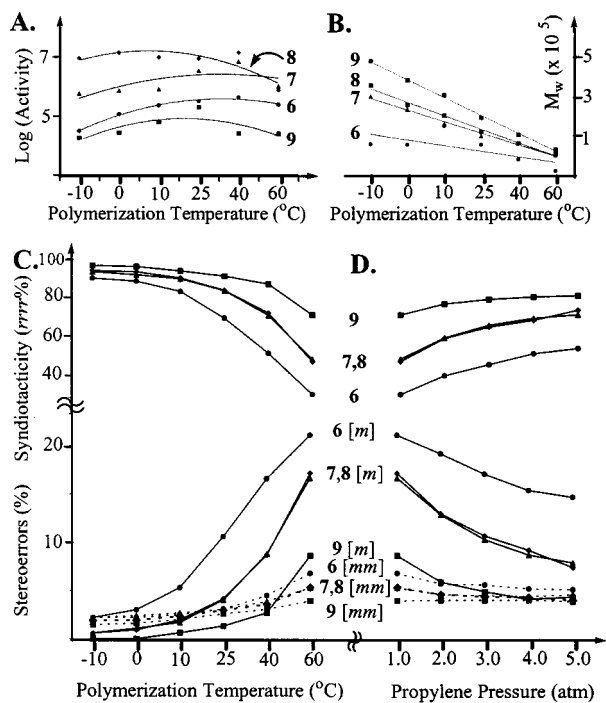 A.
Log (Activity)
7
5
8
7
6
9
-10 0 10 25 40 60
Polymerization Temperature (°C)
B.
9
8
7
6
5
3
1
M_w (x 10^5)
-10 0 10 25 40 60
Polymerization Temperature (°C)
C.
Syndiotacticity (rrrr%)
100
80
60
40
Stereoerrors (%)
20
10
D.
9
7,8
6
6 [m]
7,8 [m]
9 [m]
6 [mm]
7,8 [mm]
9 [mm]
-10 0 10 25 40 60
Polymerization Temperature (°C)
1.0 2.0 3.0 4.0 5.0
Propylene Pressure (atm)